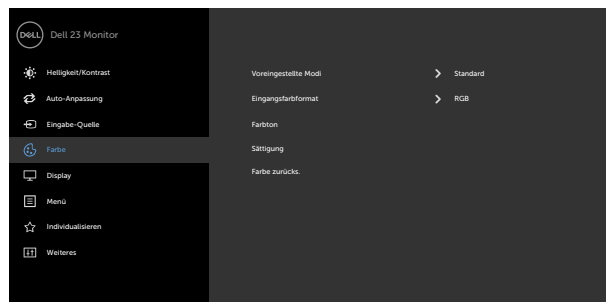 DELL Dell 23 Monitor
Helligkeit/Kontrast
Auto-Anpassung
Eingabe-Quelle
Farbe
Display
Menü
Individualisieren
Weiteres
Voreingestellte Modi Standard
Eingangsfarbformat RGB
Farbton
Sättigung
Farbe zurücks.